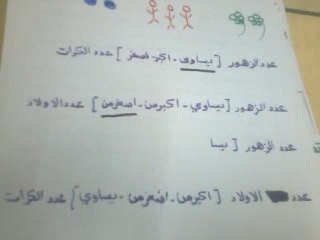 عدد الزهور [يساوى - اكبر - اصغر] عدد الكرات
عدد الزهور [يساوي - اكبر من - اصغر من] عدد الاولاد
عدد الزهور [يسا
عدد الاولاد [اكبر من - اصغر من - يساوي] عدد الكرات